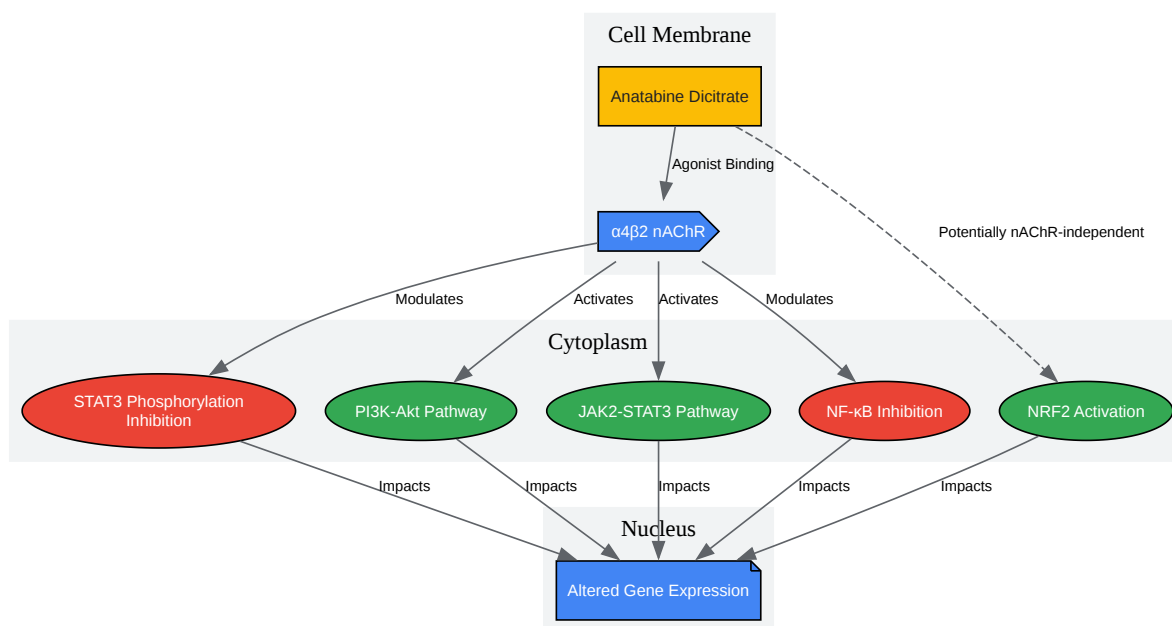 Cell Membrane
Anatabine Dicitrate
Agonist Binding
α4β2 nAChR
Potentially nAChR-independent
Modulates
Activates
Activates
Modulates
Cytoplasm
STAT3 Phosphorylation
Inhibition
PI3K-Akt Pathway
JAK2-STAT3 Pathway
NF-κB Inhibition
NRF2 Activation
Impacts
Impacts
Impacts
Impacts
Impacts
Nucleus
Altered Gene Expression